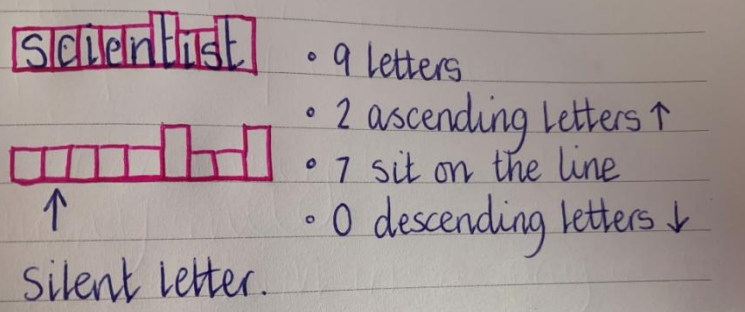 scientist
• 9 letters
• 2 ascending letters ↑
• 7 sit on the line
• 0 descending letters ↓
↑
Silent letter.